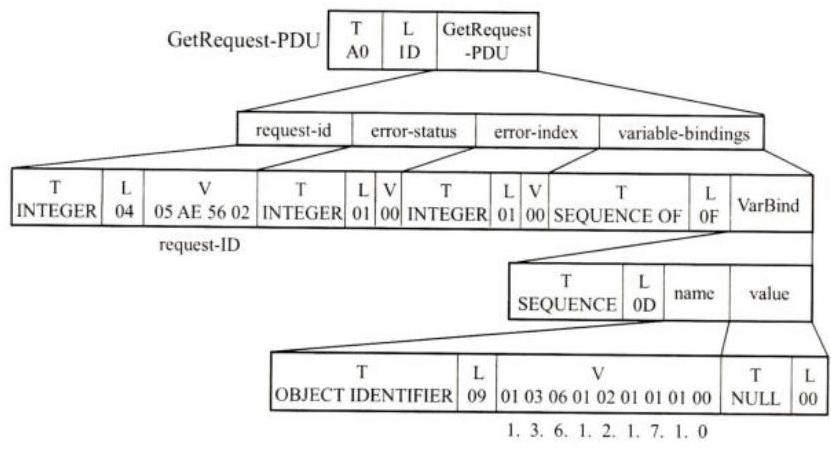 GetRequest-PDU
T L GetRequest
A0 1D -PDU
request-id error-status error-index variable-bindings
T L V T L V T L V T L VarBind
INTEGER 04 05 AE 56 02 INTEGER 01 00 INTEGER 01 00 SEQUENCE OF 0F
request-ID
T L name value
SEQUENCE 0D
T L V T L
OBJECT IDENTIFIER 09 01 03 06 01 02 01 01 01 00 NULL 00
1. 3. 6. 1. 2. 1. 7. 1. 0